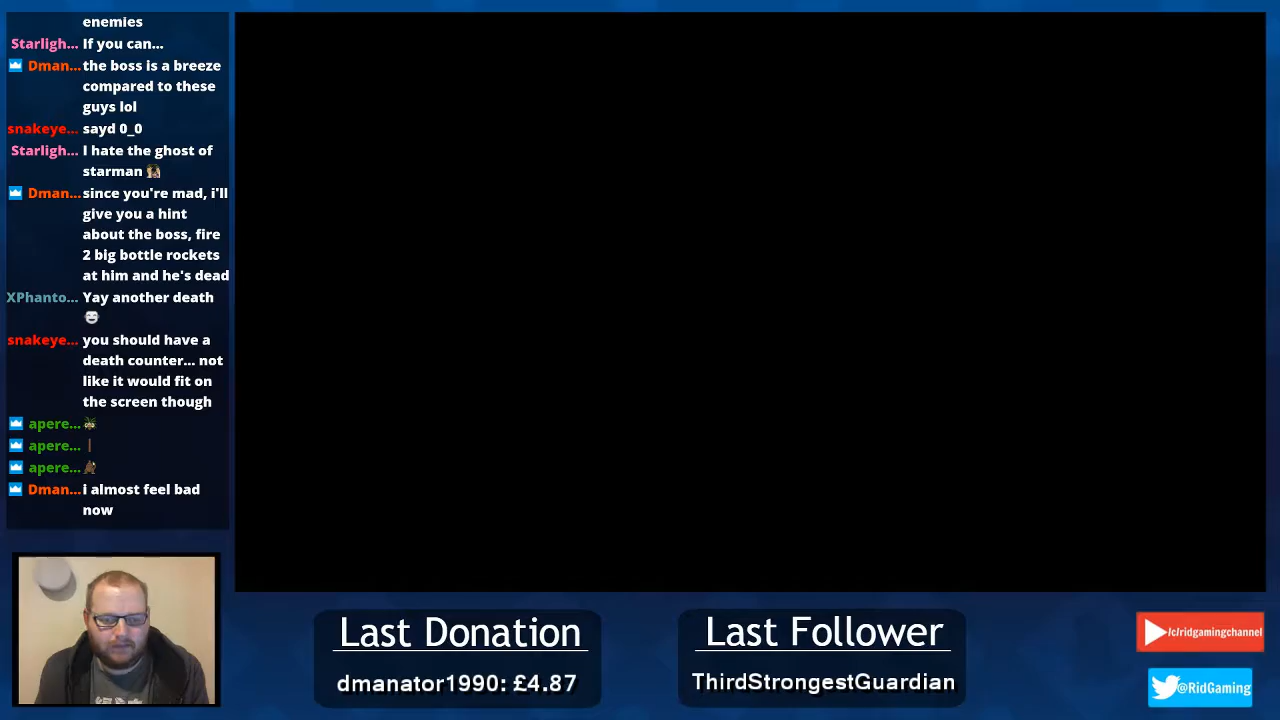 enemies
Starligh... If you can...
Dman... the boss is a breeze
compared to these
guys lol
snakeye... sayd 0_0
Starligh... I hate the ghost of
starman
Dman... since you're mad, i'll
give you a hint
about the boss, fire
2 big bottle rockets
at him and he's dead
XPhanto... Yay another death
snakeye... you should have a
death counter... not
like it would fit on
the screen though
apere...
apere...
apere...
Dman... i almost feel bad
now
Last Donation
dmanator1990: £4.87
Last Follower
ThirdStrongestGuardian
/c/ridgamingchannel
@RidGaming